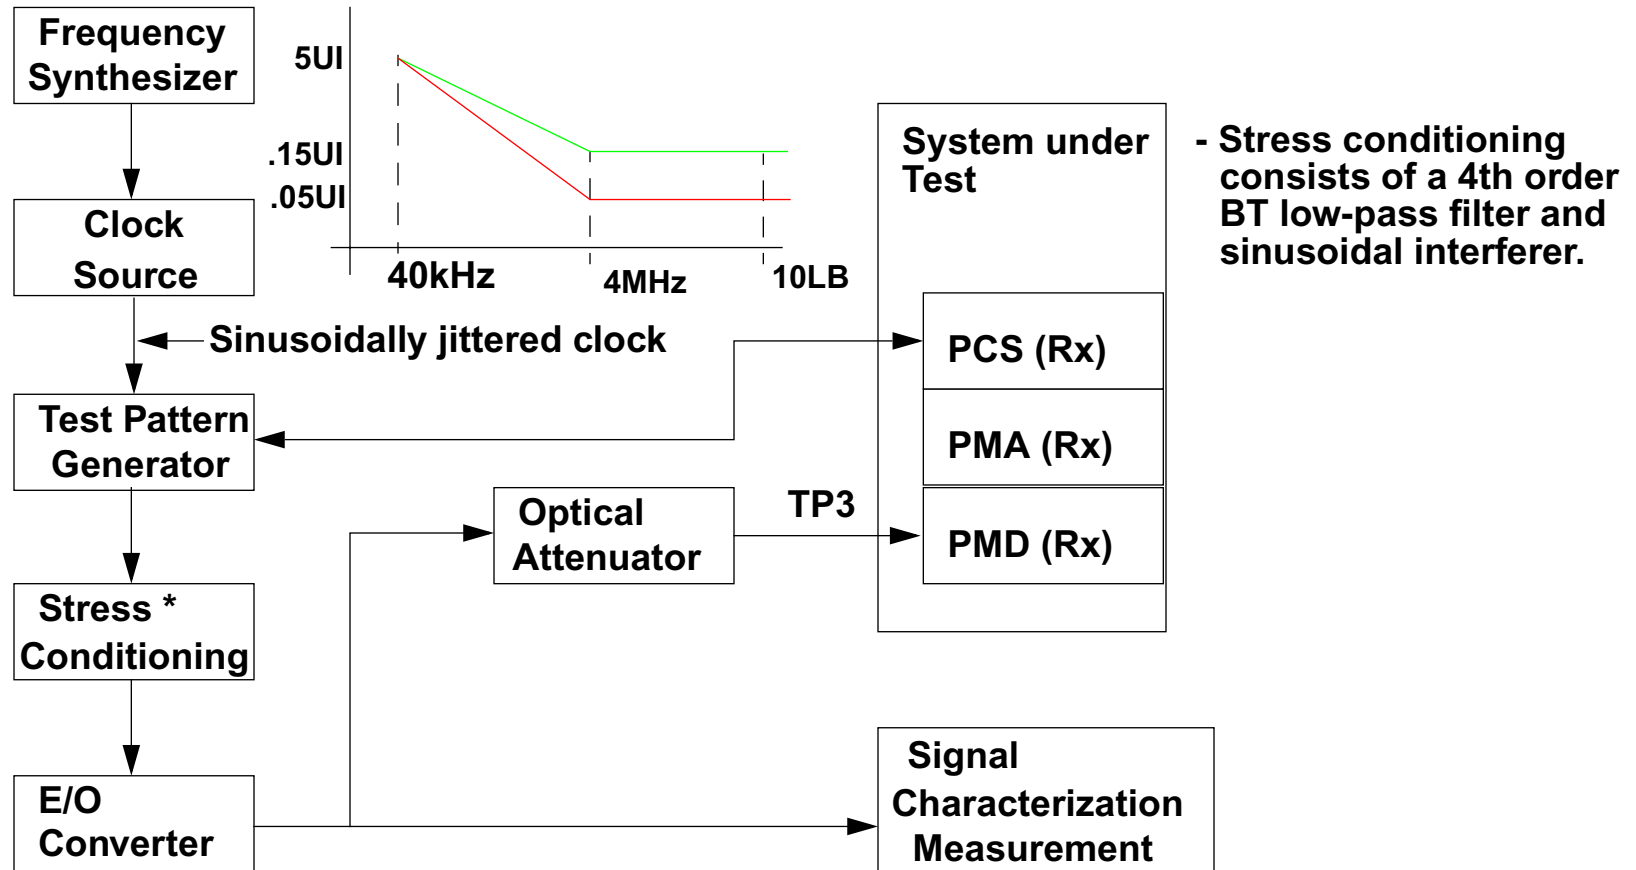 Frequency
Synthesizer
5UI
.15UI
.05UI
40kHz
4MHz
10LB
Clock
Source
Sinusoidally jittered clock
Test Pattern
Generator
Stress *
Conditioning
E/O
Converter
Optical
Attenuator
TP3
System under
Test
PCS (Rx)
PMA (Rx)
PMD (Rx)
Signal
Characterization
Measurement
- Stress conditioning
consists of a 4th order
BT low-pass filter and
sinusoidal interferer.